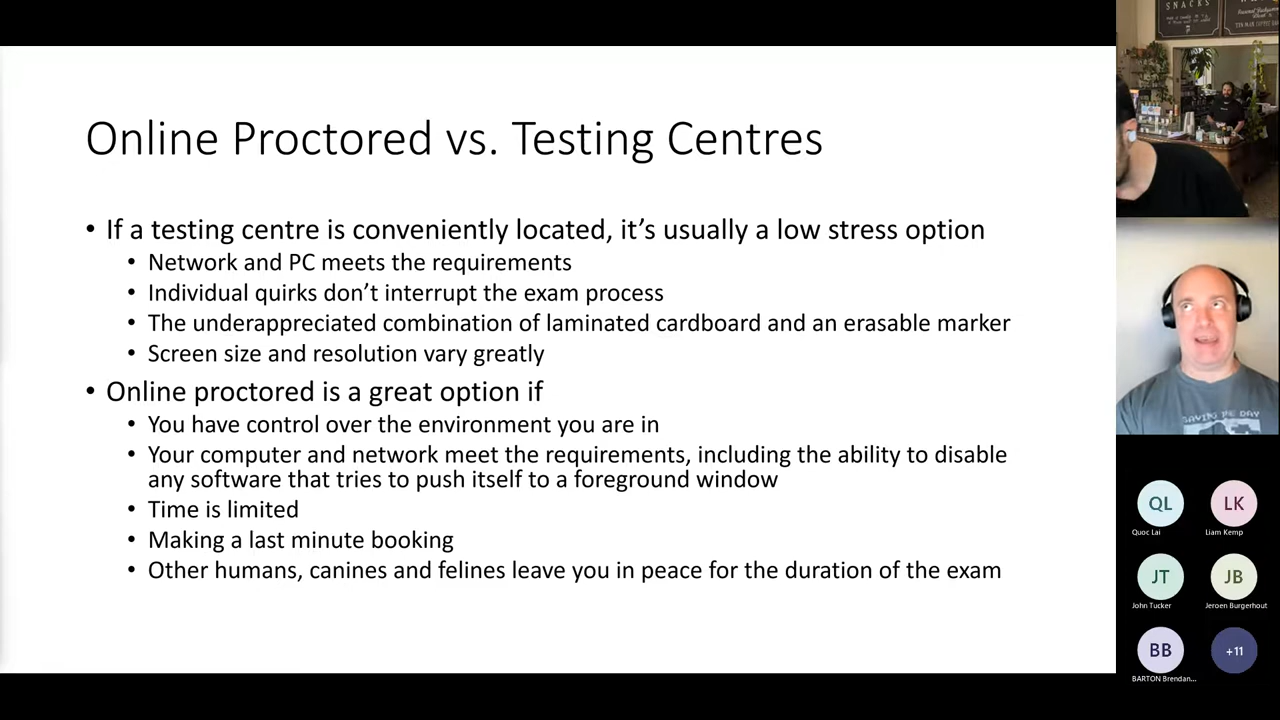 Online Proctored vs. Testing Centres
• If a testing centre is conveniently located, it's usually a low stress option
• Network and PC meets the requirements
• Individual quirks don't interrupt the exam process
• The underappreciated combination of laminated cardboard and an erasable marker
• Screen size and resolution vary greatly
• Online proctored is a great option if
• You have control over the environment you are in
• Your computer and network meet the requirements, including the ability to disable
any software that tries to push itself to a foreground window
• Time is limited
• Making a last minute booking
• Other humans, canines and felines leave you in peace for the duration of the exam
SNACKS
SAVING THE DAY
QL
LK
Quoc Lai
Liam Kemp
JT
JB
John Tucker
Jeroen Burgerhout
BB
+11
BARTON Brendan...